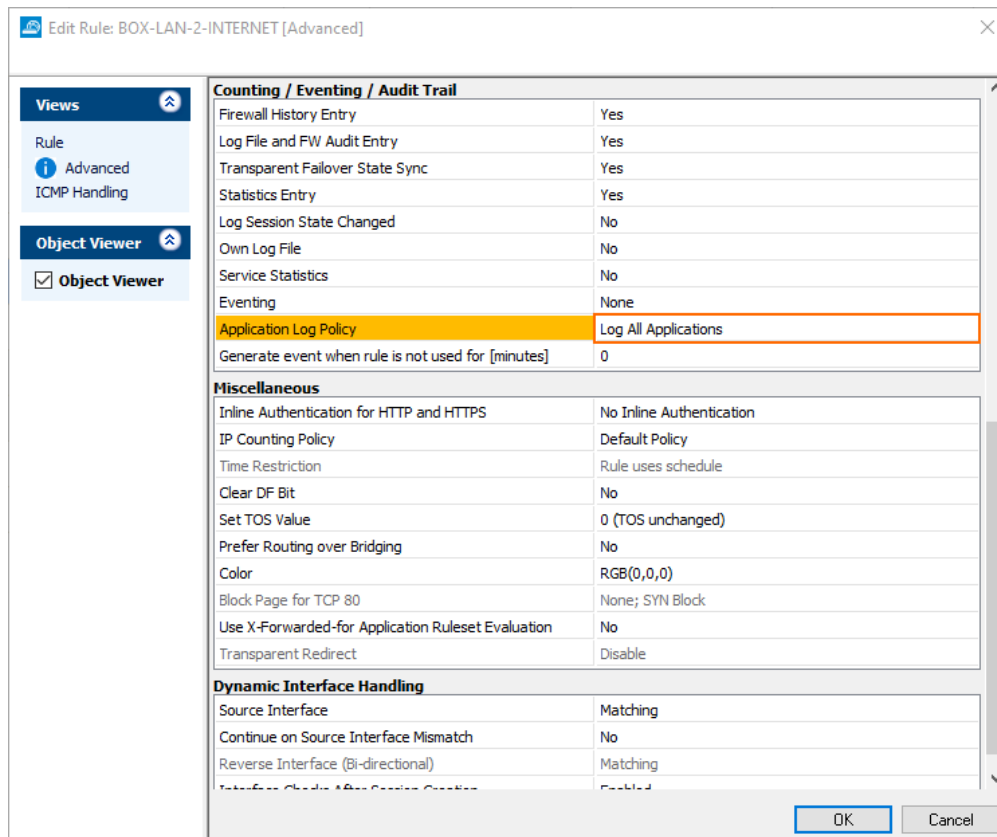 Edit Rule: BOX-LAN-2-INTERNET [Advanced]
Views
Rule
Advanced
ICMP Handling
Object Viewer
Object Viewer
Counting / Eventing / Audit Trail
Firewall History Entry Yes
Log File and FW Audit Entry Yes
Transparent Failover State Sync Yes
Statistics Entry Yes
Log Session State Changed No
Own Log File No
Service Statistics No
Eventing None
Application Log Policy Log All Applications
Generate event when rule is not used for [minutes] 0
Miscellaneous
Inline Authentication for HTTP and HTTPS No Inline Authentication
IP Counting Policy Default Policy
Time Restriction Rule uses schedule
Clear DF Bit No
Set TOS Value 0 (TOS unchanged)
Prefer Routing over Bridging No
Color RGB(0,0,0)
Block Page for TCP 80 None; SYN Block
Use X-Forwarded-for Application Ruleset Evaluation No
Transparent Redirect Disable
Dynamic Interface Handling
Source Interface Matching
Continue on Source Interface Mismatch No
Reverse Interface (Bi-directional) Matching
Interface Checks After Session Creation Enabled
OK Cancel